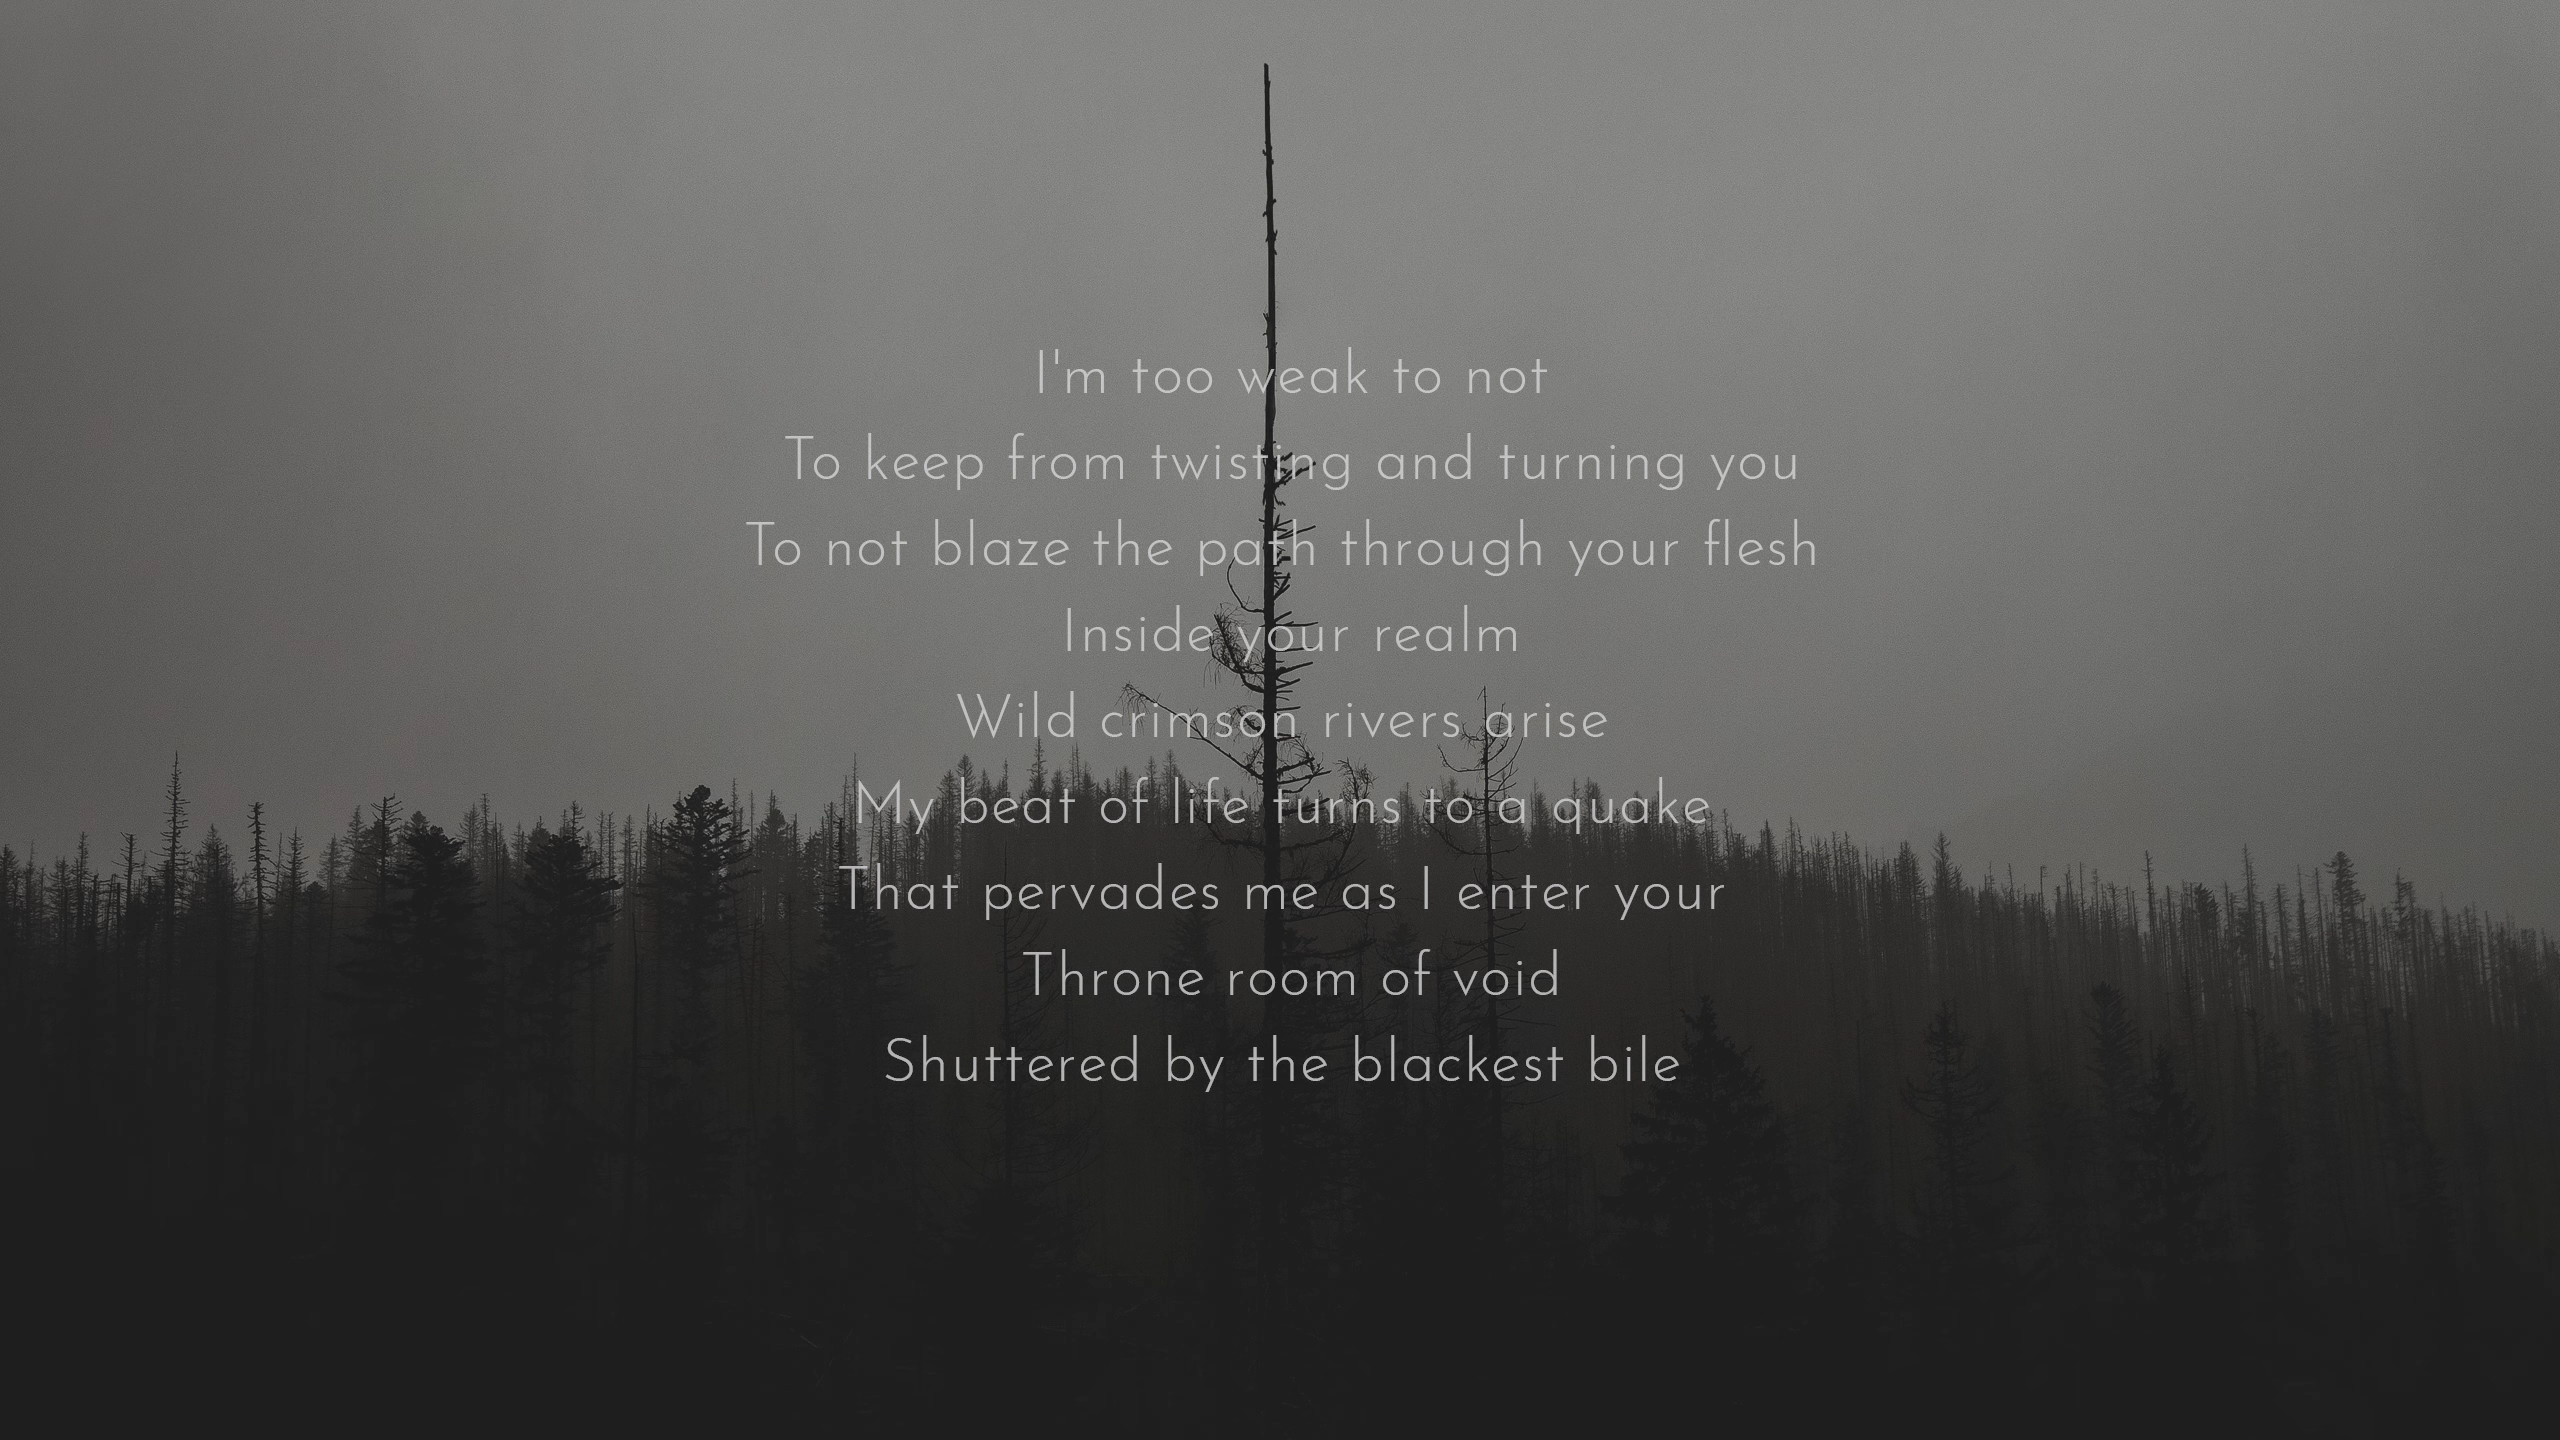 I'm too weak to not
To keep from twisting and turning you
To not blaze the path through your flesh
Inside your realm
Wild crimson rivers arise
My beat of life turns to a quake
That pervades me as I enter your
Throne room of void
Shuttered by the blackest bile